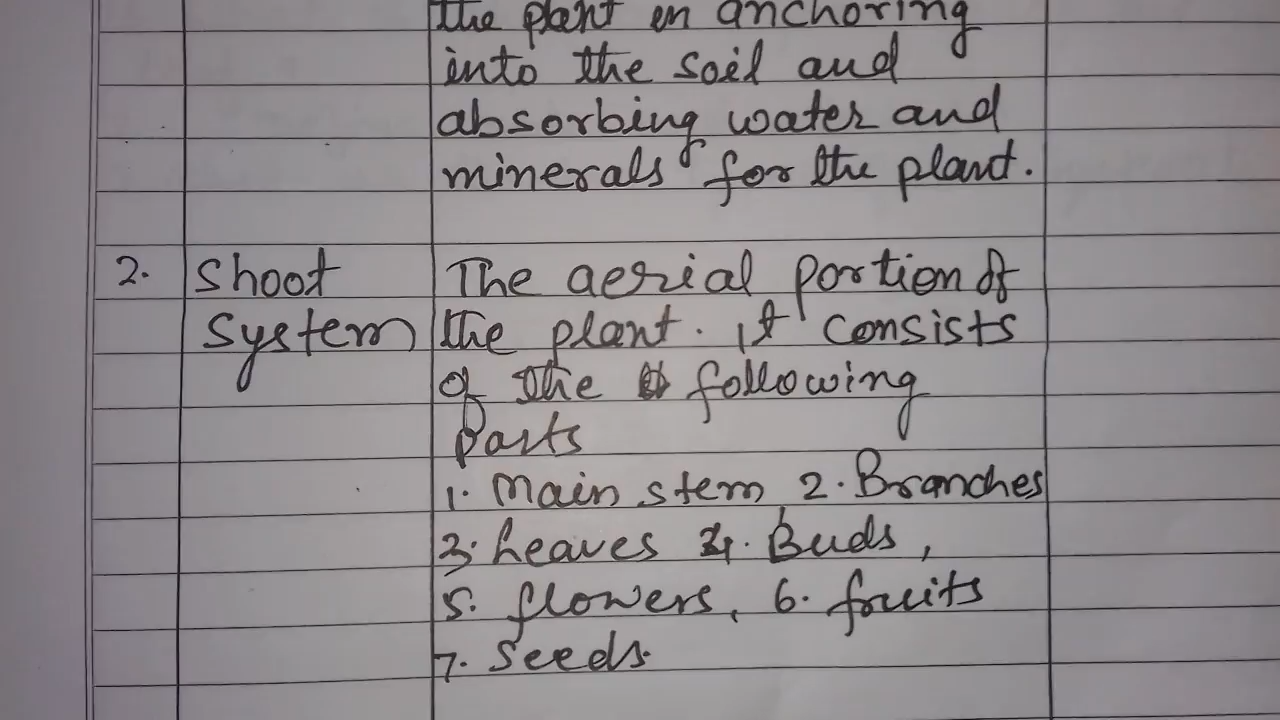 the plant in anchoring
into the soil and
absorbing water and
minerals for the plant.
2. Shoot The aerial portion of
system the plant. It consists
of the following
parts
1. Main stem 2. Branches
3. Leaves 4. Buds,
5. flowers, 6. fruits
7. Seeds.